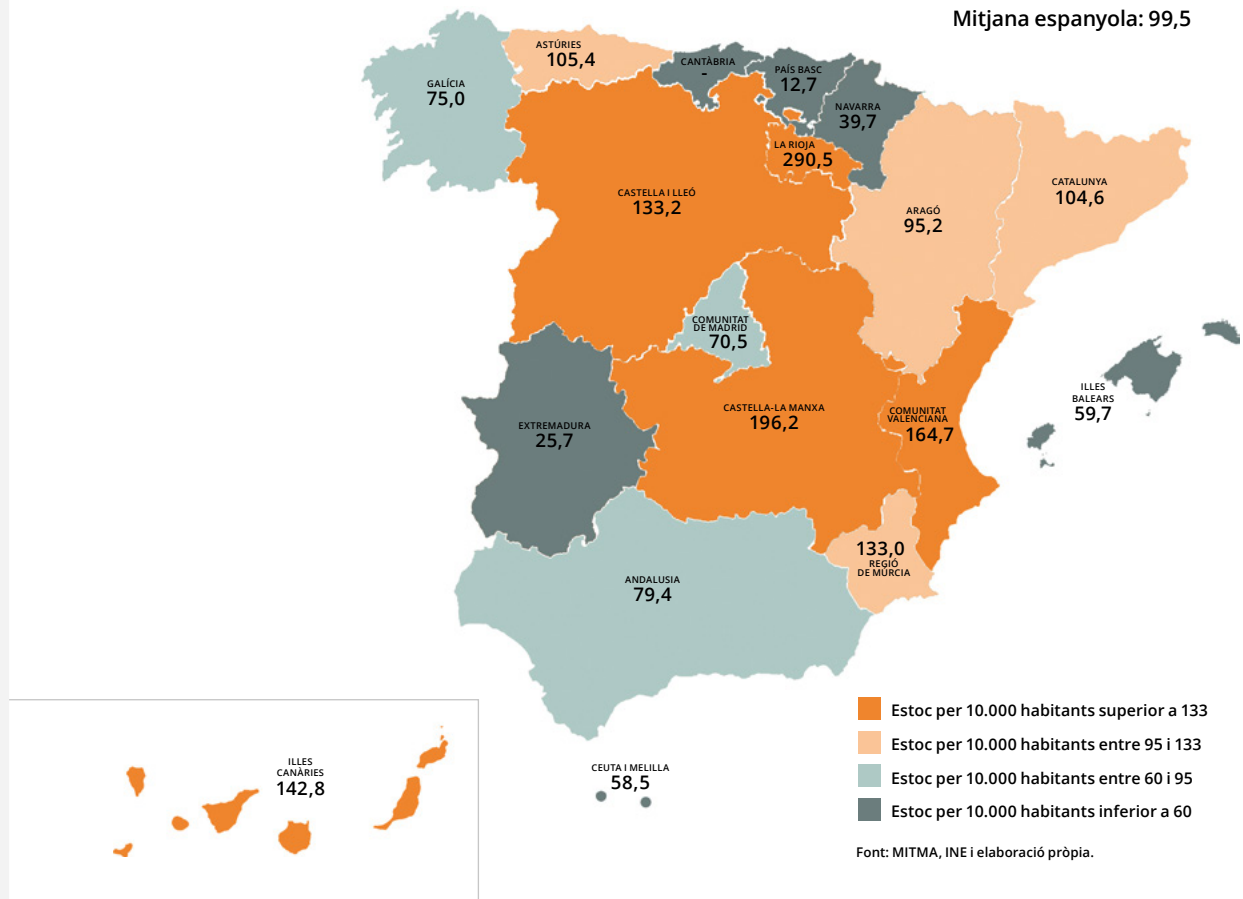 Mitjana espanyola: 99,5
ASTÚRIES
105,4
CANTÀBRIA
-
PAÍS BASC
12,7
GALÍCIA
75,0
NAVARRA
39,7
LA RIOJA
290,5
CASTELLA I LLEÓ
133,2
ARAGÓ
95,2
CATALUNYA
104,6
COMUNITAT
DE MADRID
70,5
ILLES
BALEARS
59,7
EXTREMADURA
25,7
CASTELLA-LA MANXA
196,2
COMUNITAT
VALENCIANA
164,7
133,0
REGIÓ
DE MÚRCIA
ANDALUSIA
79,4
ILLES
CANÀRIES
142,8
CEUTA I MELILLA
58,5
Estoc per 10.000 habitants superior a 133
Estoc per 10.000 habitants entre 95 i 133
Estoc per 10.000 habitants entre 60 i 95
Estoc per 10.000 habitants inferior a 60
Font: MITMA, INE i elaboració pròpia.